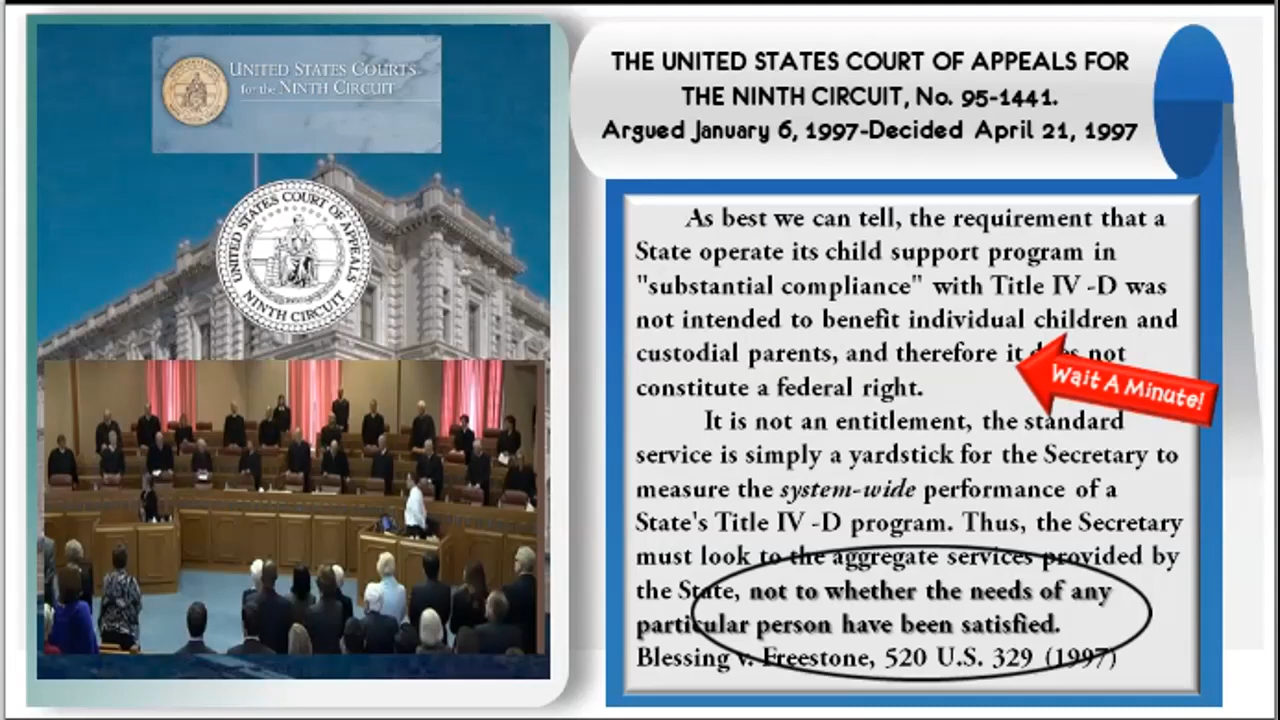 UNITED STATES COURTS
for the NINTH CIRCUIT
UNITED STATES COURT OF APPEALS
NINTH CIRCUIT
THE UNITED STATES COURT OF APPEALS FOR
THE NINTH CIRCUIT, No. 95-1441.
Argued January 6, 1997-Decided April 21, 1997
As best we can tell, the requirement that a
State operate its child support program in
"substantial compliance" with Title IV -D was
not intended to benefit individual children and
custodial parents, and therefore it does not
constitute a federal right.
Wait A Minute!
It is not an entitlement, the standard
service is simply a yardstick for the Secretary to
measure the system-wide performance of a
State's Title IV -D program. Thus, the Secretary
must look to the aggregate services provided by
the State, not to whether the needs of any
particular person have been satisfied.
Blessing v. Freestone, 520 U.S. 329 (1997)